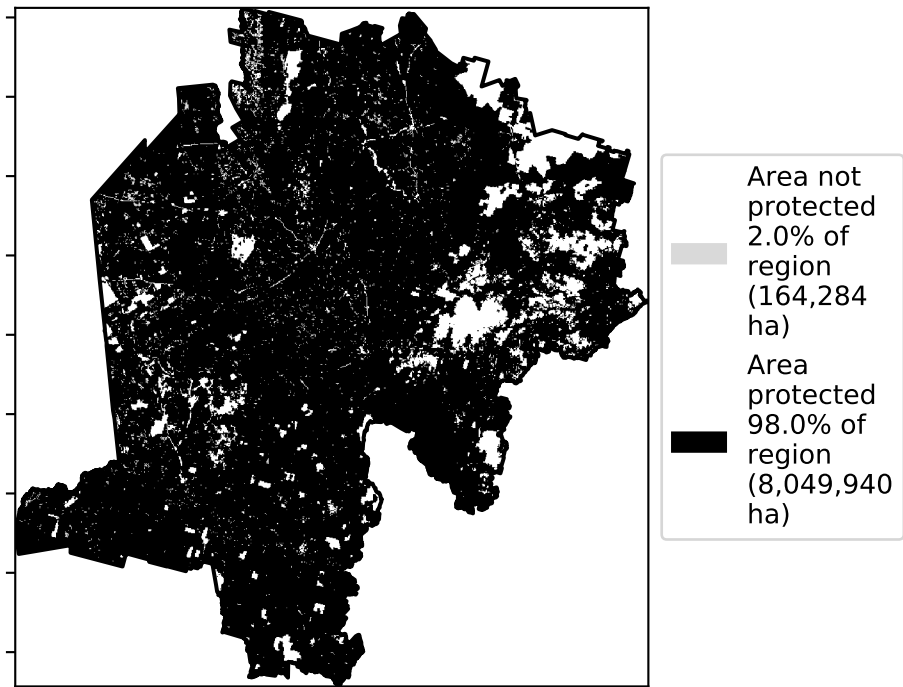 Area not
protected
2.0% of
region
(164,284
ha)
Area
protected
98.0% of
region
(8,049,940
ha)